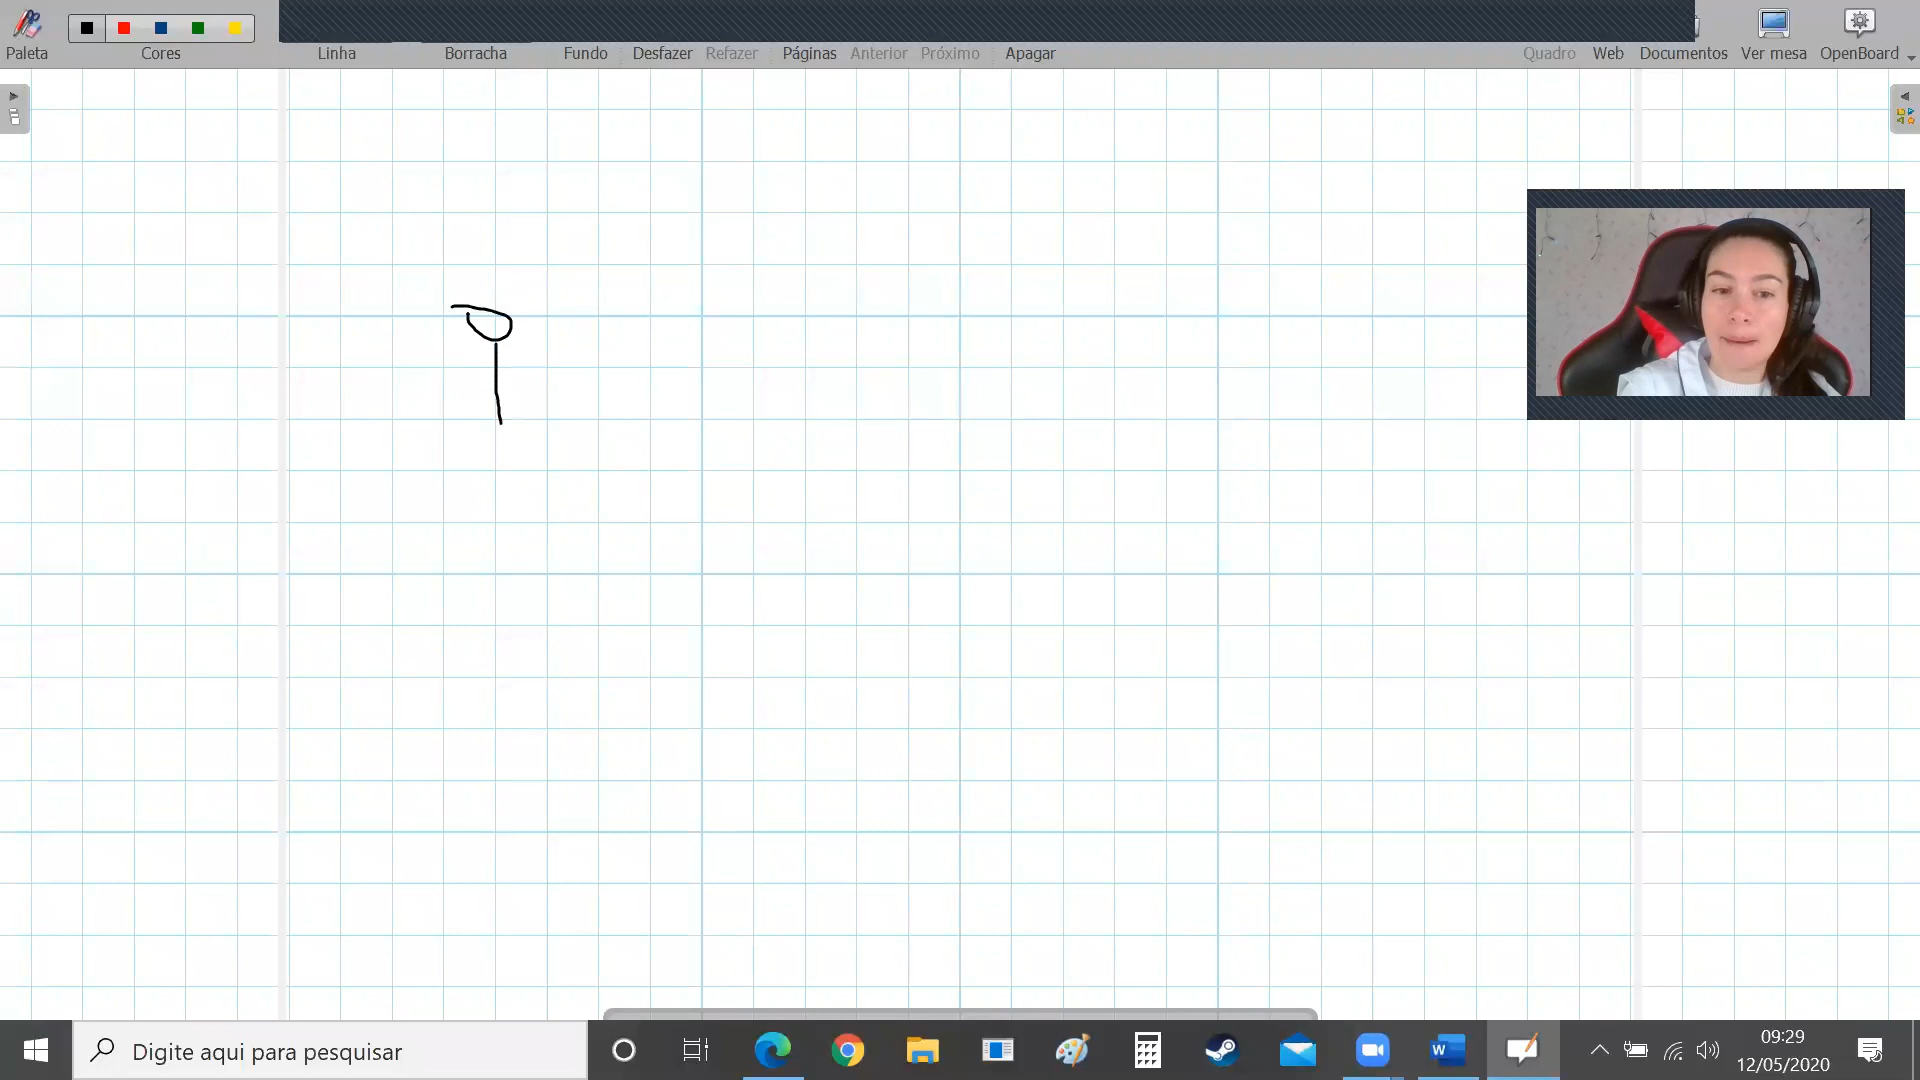 Paleta Cores Linha Borracha Fundo Desfazer Refazer Páginas Anterior Próximo Apagar Quadro Web Documentos Ver mesa OpenBoard
Digite aqui para pesquisar
09:29
12/05/2020